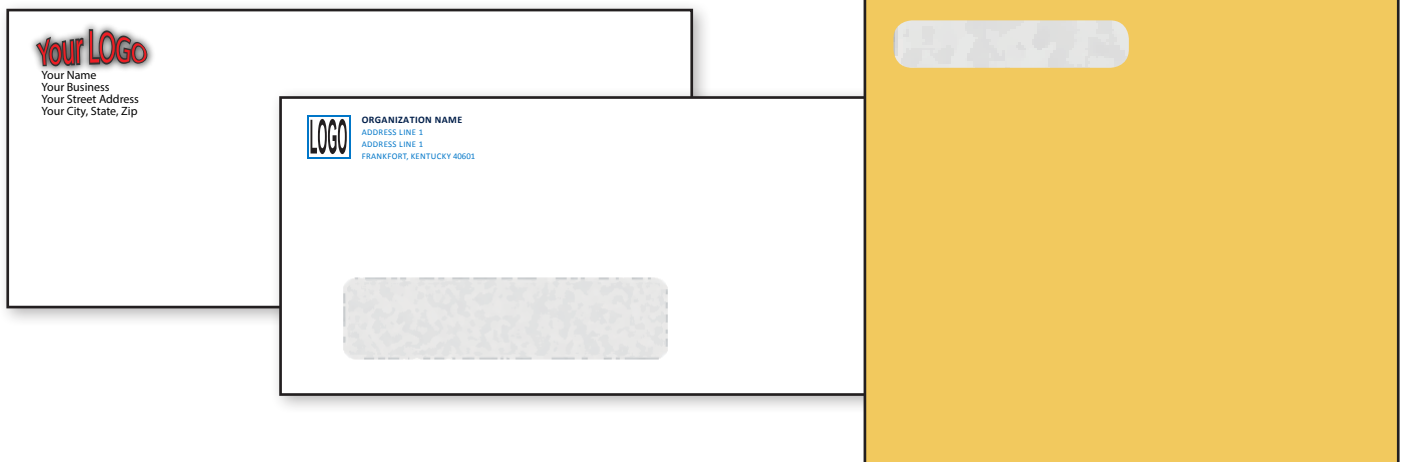 Your LOGO
Your Name
Your Business
Your Street Address
Your City, State, Zip
LOGO
ORGANIZATION NAME
ADDRESS LINE 1
ADDRESS LINE 1
FRANKFORT, KENTUCKY 40601